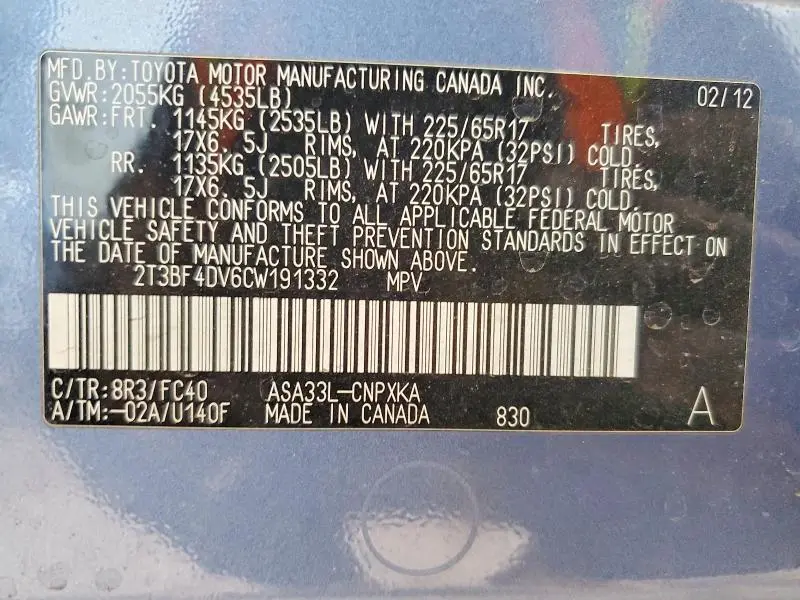 MFD.BY:TOYOTA MOTOR MANUFACTURING CANADA INC. 02/12
GVWR:2055KG (4535LB)
GAWR:FRT. 1145KG (2535LB) WITH 225/65R17 TIRES,
17X6. 5J RIMS, AT 220KPA (32PSI) COLD.
RR. 1135KG (2505LB) WITH 225/65R17 TIRES,
17X6. 5J RIMS, AT 220KPA (32PSI) COLD.
THIS VEHICLE CONFORMS TO ALL APPLICABLE FEDERAL MOTOR
VEHICLE SAFETY AND THEFT PREVENTION STANDARDS IN EFFECT ON
THE DATE OF MANUFACTURE SHOWN ABOVE.
2T3BF4DV6CW191332 MPV
C/TR:8R3/FC40 ASA33L-CNPXKA
A/TM:-02A/U140F MADE IN CANADA 830 A